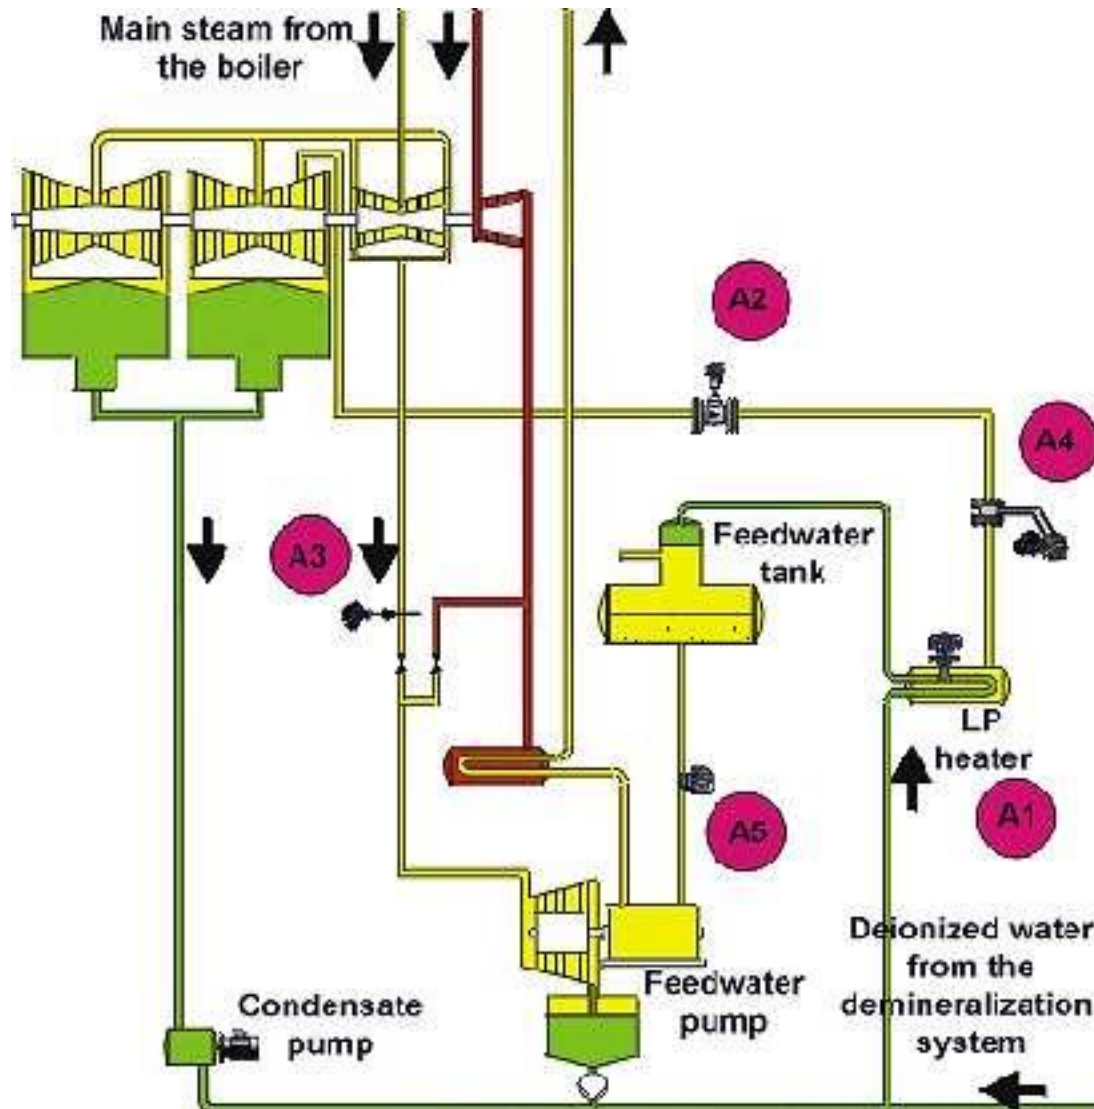 Main steam from
the boiler
A2
A4
A3
Feedwater
tank
LP
heater
A1
A5
Deionized water
from the
demineralization
system
Feedwater
pump
Condensate
pump